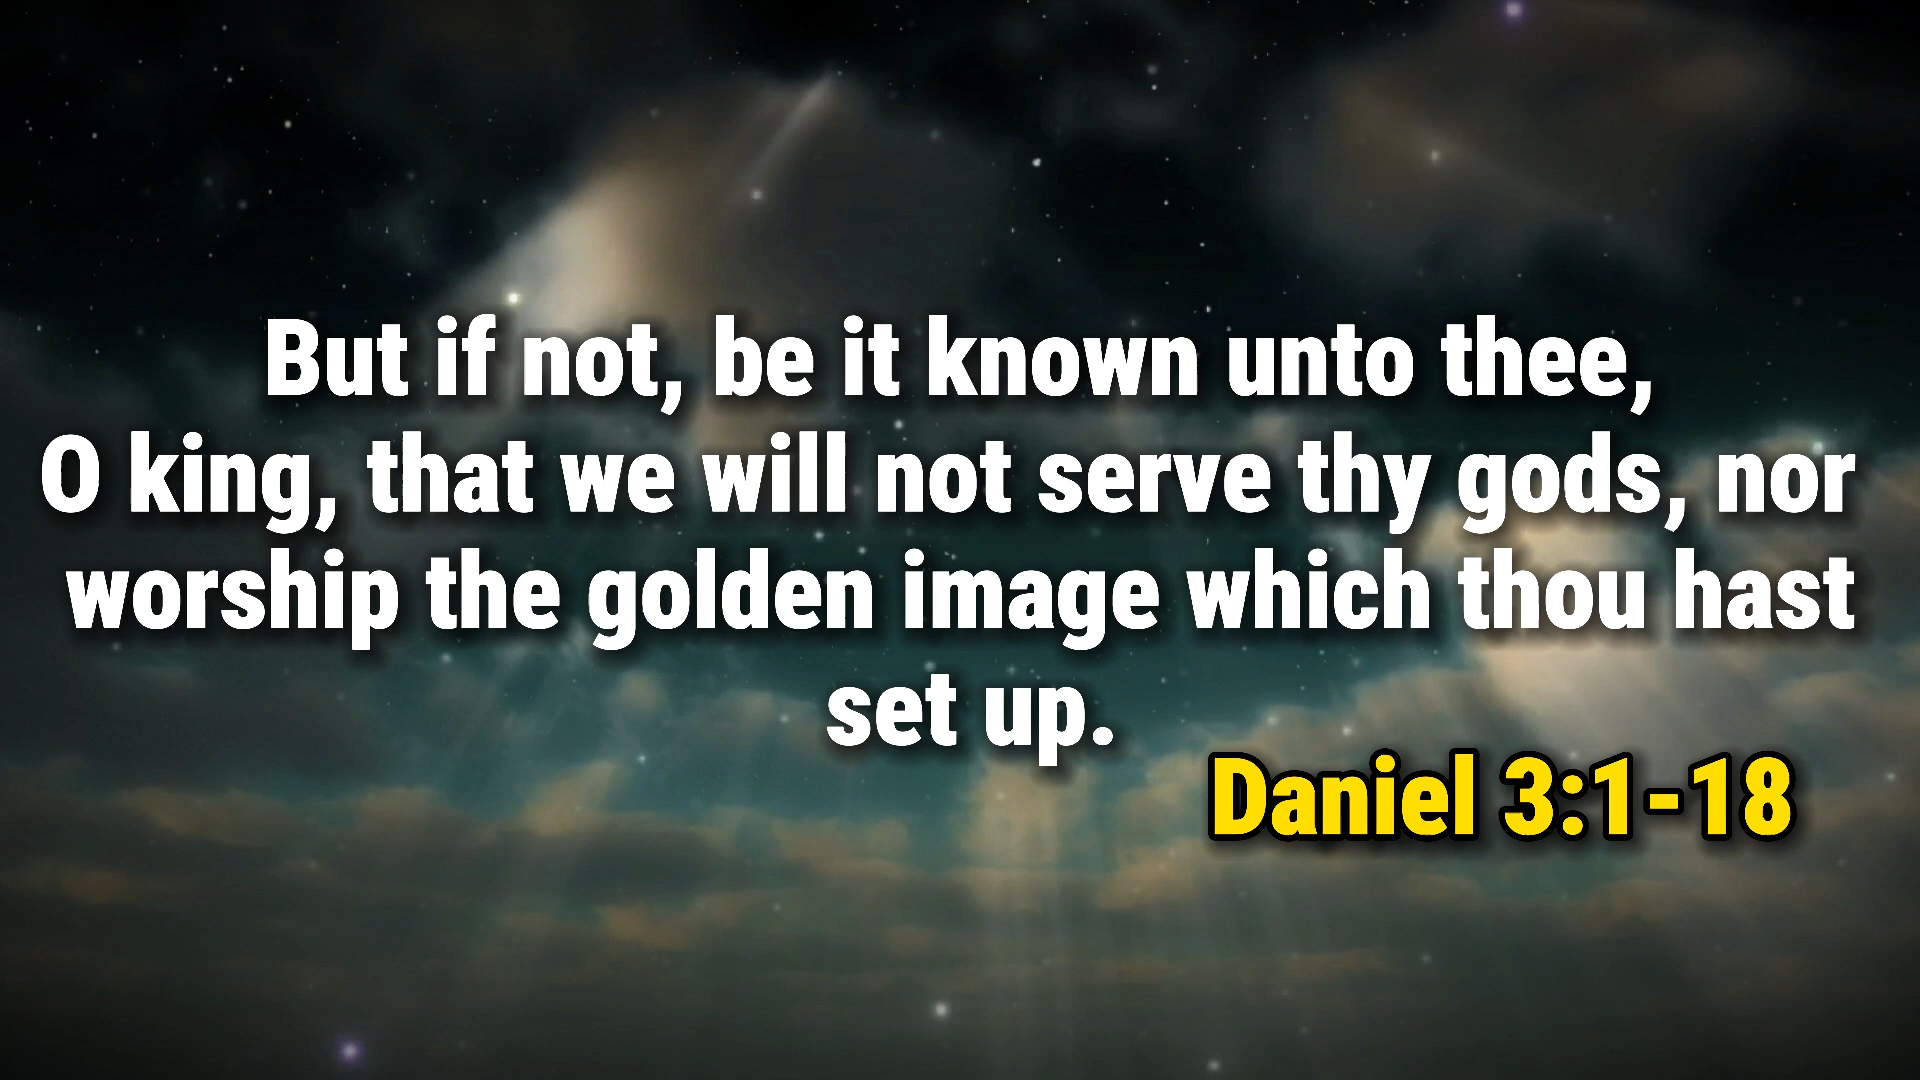 But if not, be it known unto thee,
O king, that we will not serve thy gods, nor
worship the golden image which thou hast
set up.
Daniel 3:1-18